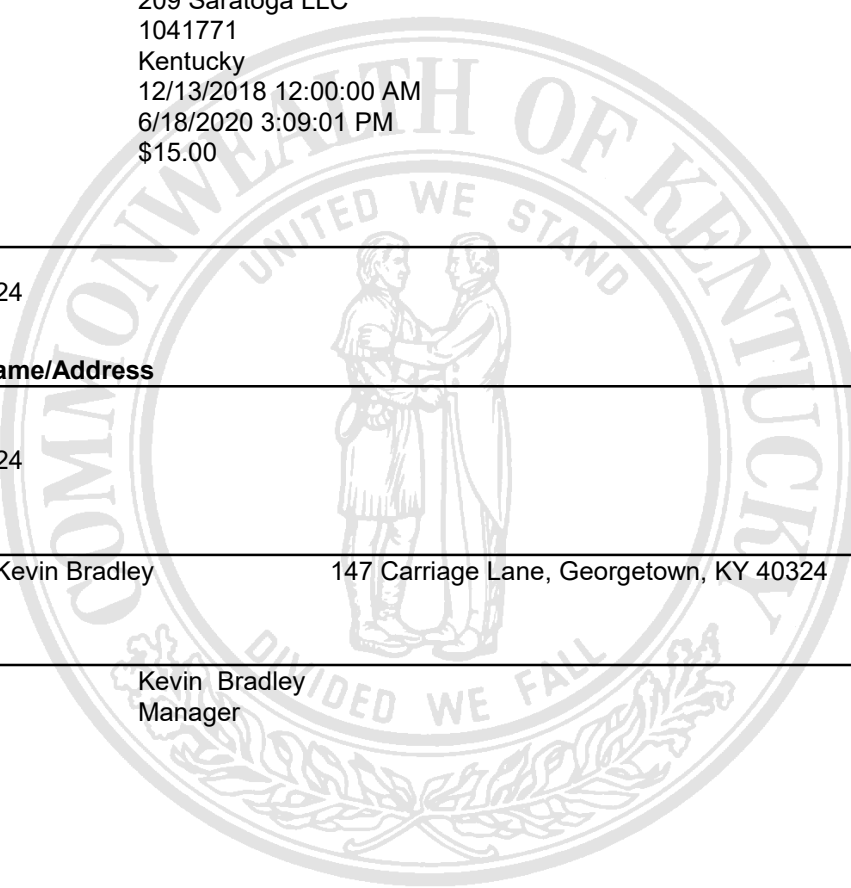 209 Saratoga LLC
1041771
Kentucky
12/13/2018 12:00:00 AM
6/18/2020 3:09:01 PM
$15.00
COMMONWEALTH OF KENTUCKY
UNITED WE STAND
24
ame/Address
24
Kevin Bradley 147 Carriage Lane, Georgetown, KY 40324
Kevin Bradley
Manager
DIVIDED WE FALL